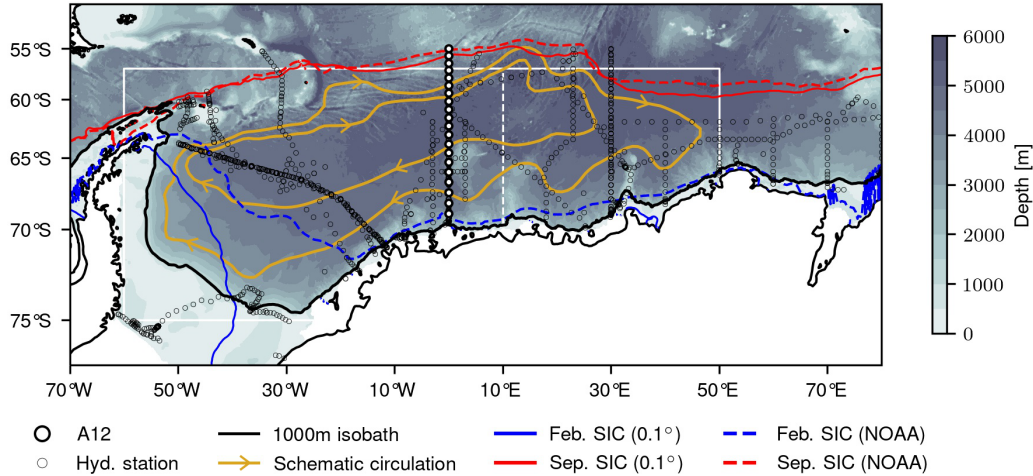 55°S
60°S
65°S
70°S
75°S
70°W 50°W 30°W 10°W 10°E 30°E 50°E 70°E
6000
5000
4000
3000
2000
1000
0
Depth [m]
A12 1000m isobath Feb. SIC (0.1°) Feb. SIC (NOAA)
Hyd. station Schematic circulation Sep. SIC (0.1°) Sep. SIC (NOAA)